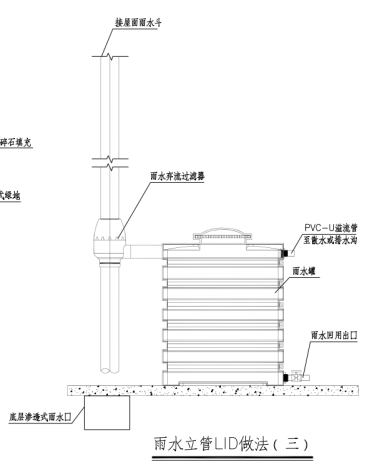 接屋面雨水斗
碎石填充
雨水弃流过滤器
式绿地
PVC-U溢流管
至散水或排水沟
雨水罐
雨水回用出口
底层渗透式雨水口
雨水立管LID做法(三)